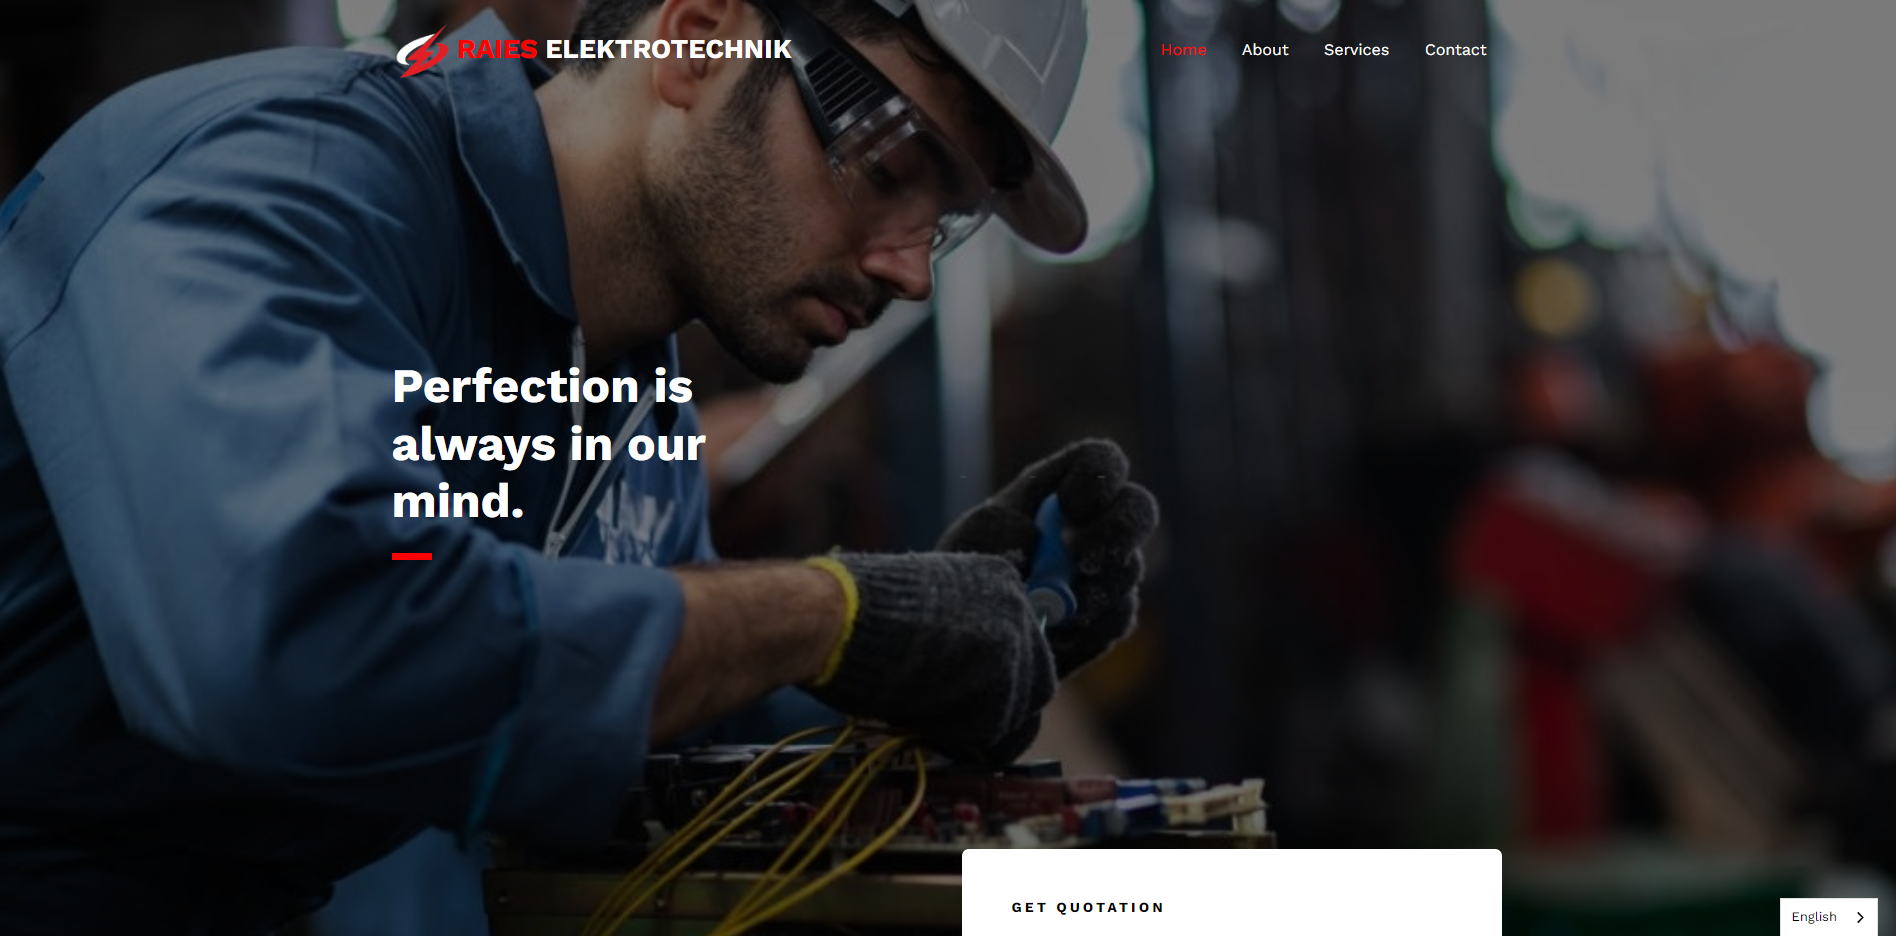 RAIES ELEKTROTECHNIK
Home About Services Contact
Perfection is
always in our
mind.
GET QUOTATION
English